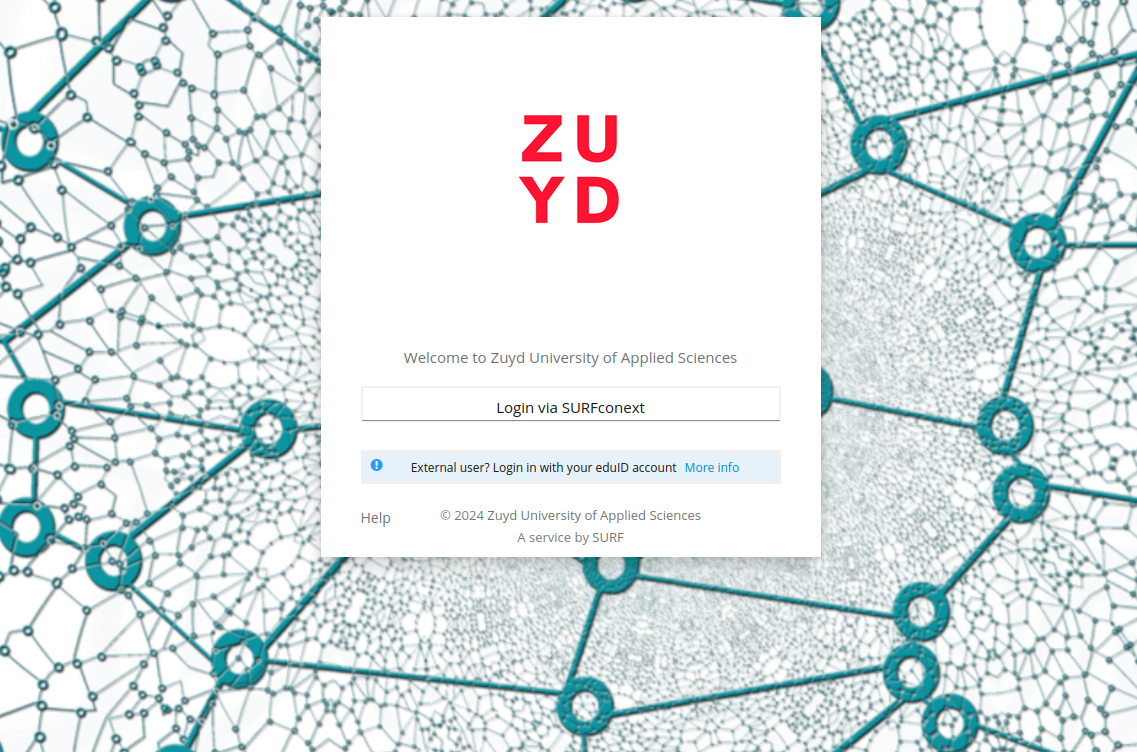 ZU
YD
Welcome to Zuyd University of Applied Sciences
Login via SURFconext
External user? Login in with your eduID account More info
Help
© 2024 Zuyd University of Applied Sciences
A service by SURF